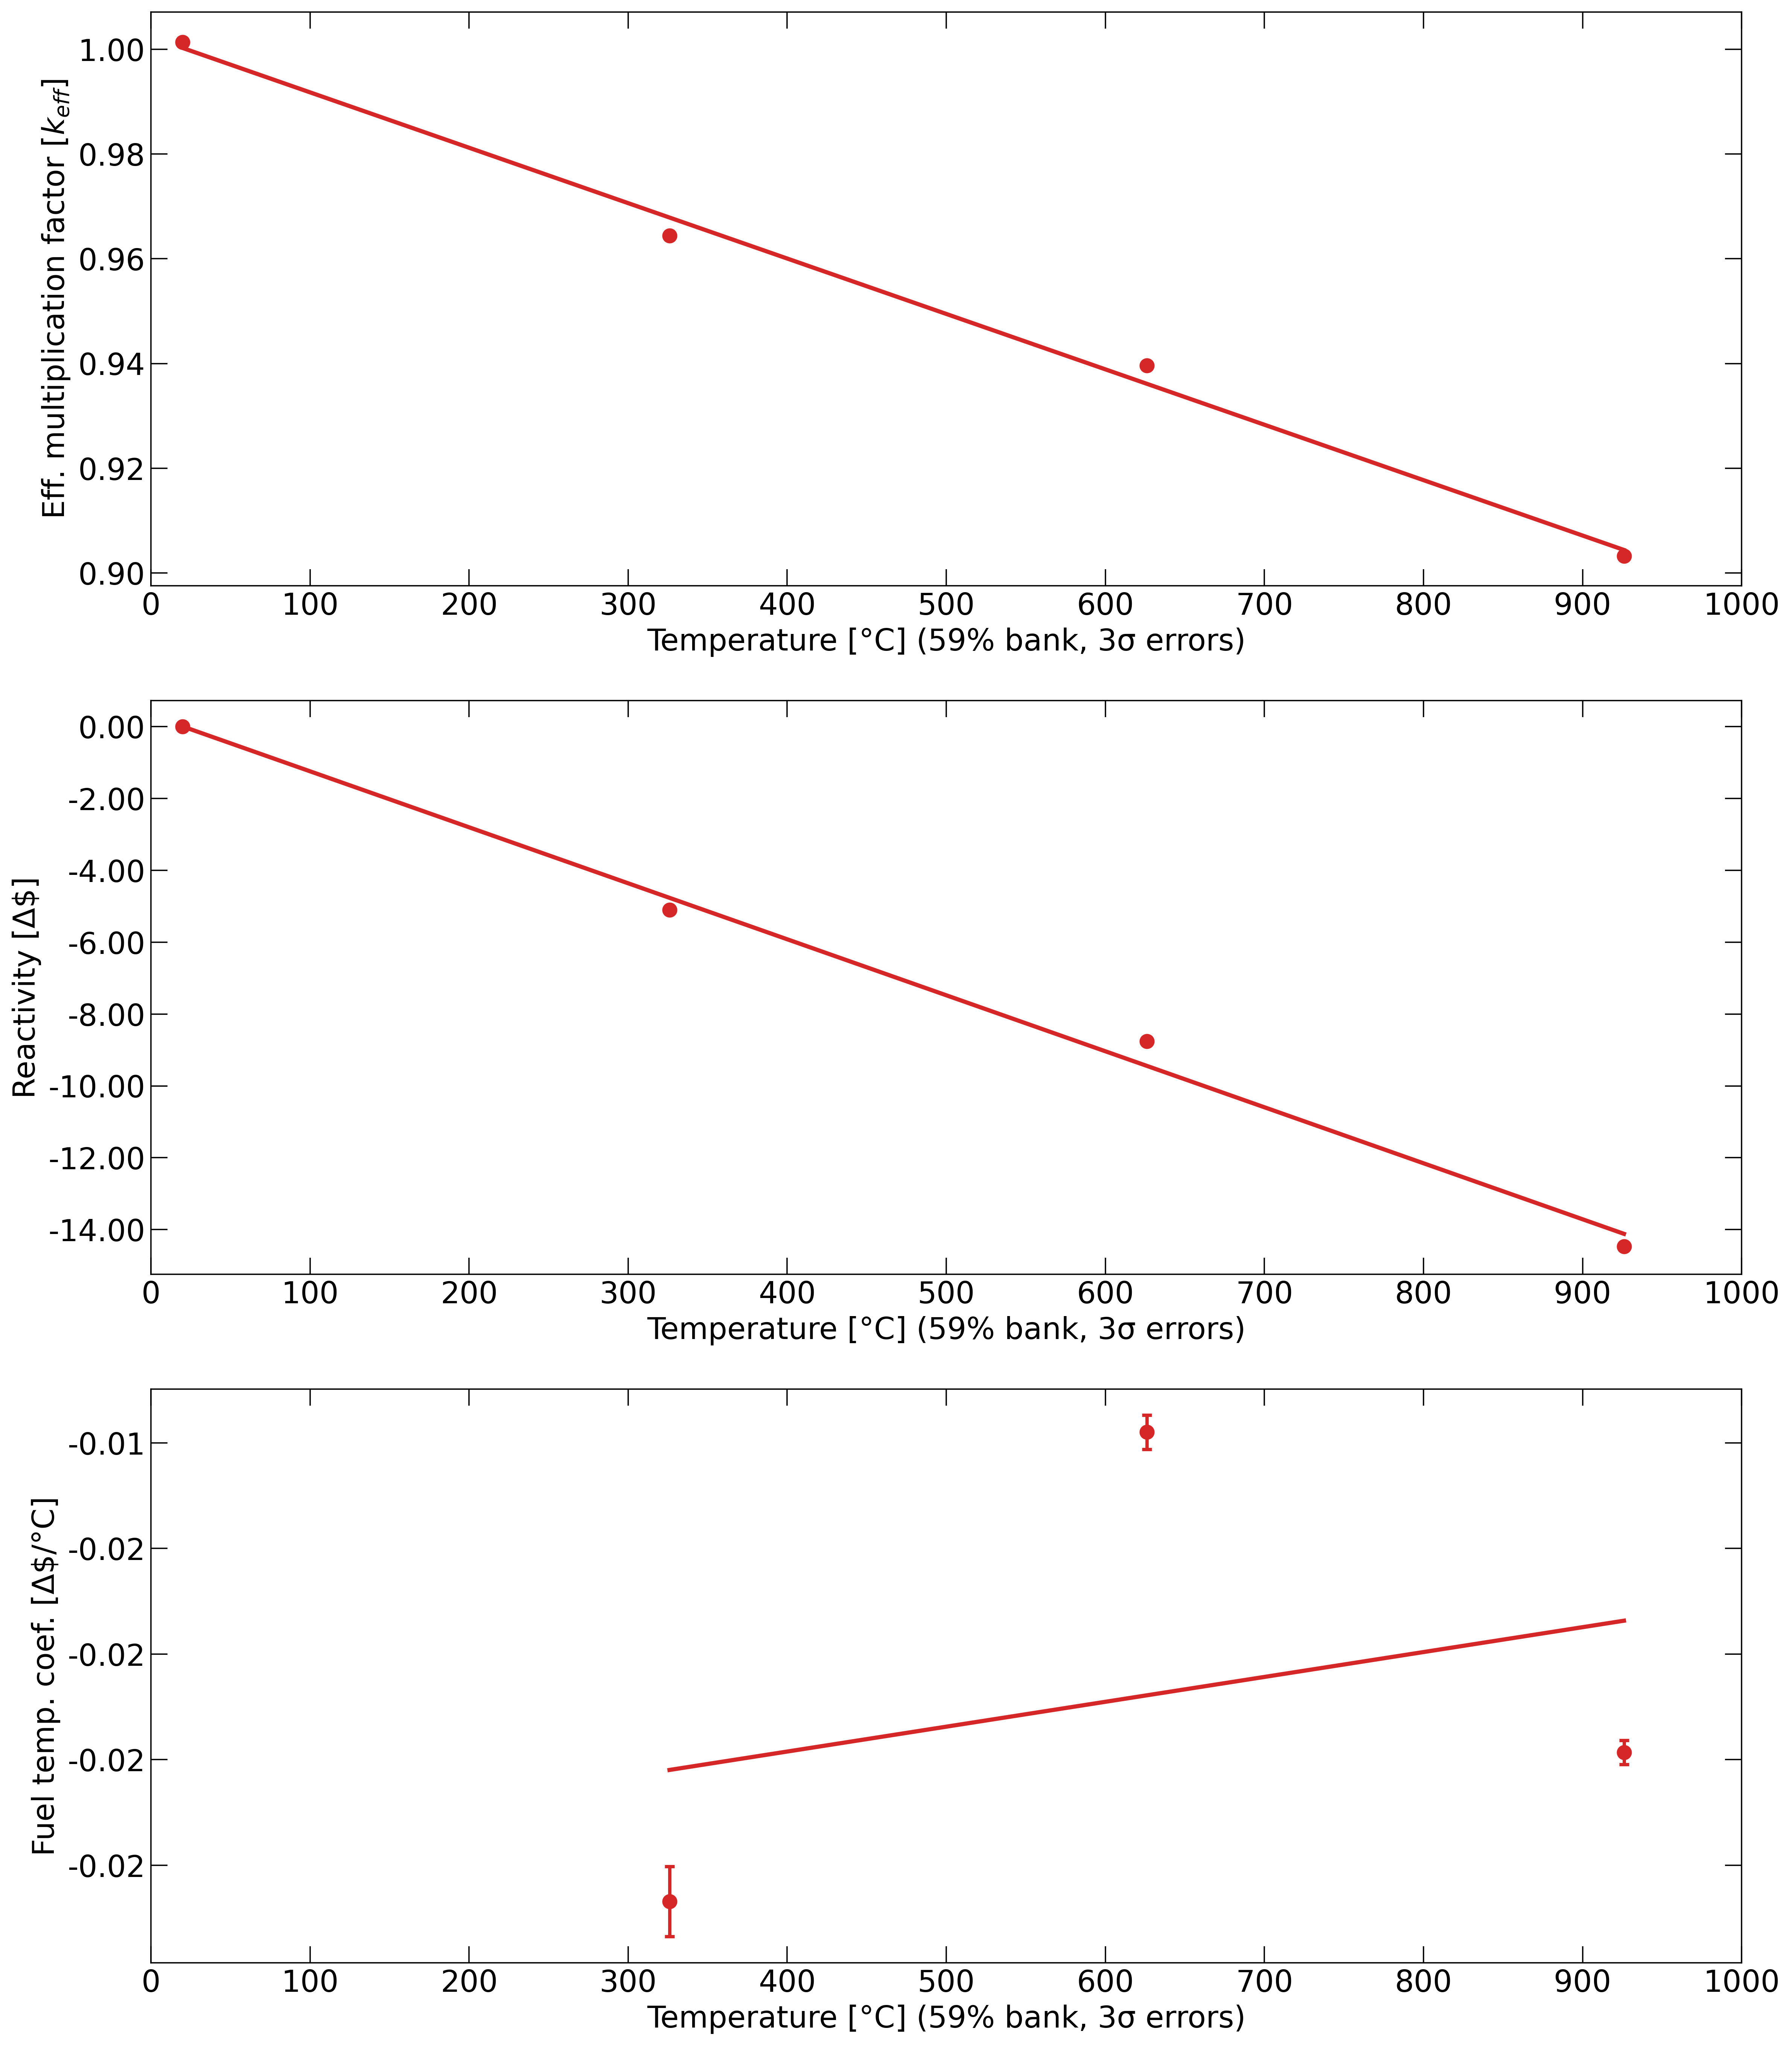 Eff. multiplication factor [k_eff]
1.00
0.98
0.96
0.94
0.92
0.90
0 100 200 300 400 500 600 700 800 900 1000
Temperature [°C] (59% bank, 3σ errors)
Reactivity [Δ$]
0.00
-2.00
-4.00
-6.00
-8.00
-10.00
-12.00
-14.00
0 100 200 300 400 500 600 700 800 900 1000
Temperature [°C] (59% bank, 3σ errors)
Fuel temp. coef. [Δ$/°C]
-0.01
-0.02
-0.02
-0.02
-0.02
0 100 200 300 400 500 600 700 800 900 1000
Temperature [°C] (59% bank, 3σ errors)